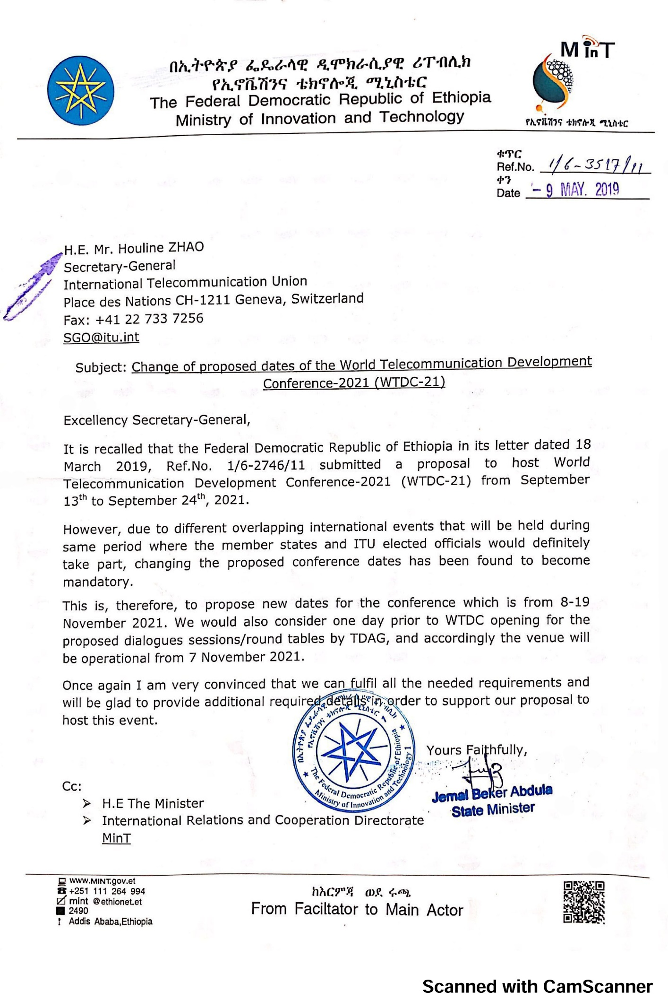 በኢትዮጵያ ፌዴራላዊ ዲሞክራሲያዊ ሪፐብሊክ
የኢኖቬሽንና ቴክኖሎጂ ሚኒስቴር
The Federal Democratic Republic of Ethiopia
Ministry of Innovation and Technology
MinT
የኢኖቬሽንና ቴክኖሎጂ ሚኒስቴር
ቁጥር
Ref.No. 1/6-3517/11
ቀን
Date - 9 MAY. 2019
H.E. Mr. Houline ZHAO
Secretary-General
International Telecommunication Union
Place des Nations CH-1211 Geneva, Switzerland
Fax: +41 22 733 7256
SGO@itu.int
Subject: Change of proposed dates of the World Telecommunication Development
Conference-2021 (WTDC-21)
Excellency Secretary-General,
It is recalled that the Federal Democratic Republic of Ethiopia in its letter dated 18
March 2019, Ref.No. 1/6-2746/11 submitted a proposal to host World
Telecommunication Development Conference-2021 (WTDC-21) from September
13th to September 24th, 2021.
However, due to different overlapping international events that will be held during
same period where the member states and ITU elected officials would definitely
take part, changing the proposed conference dates has been found to become
mandatory.
This is, therefore, to propose new dates for the conference which is from 8-19
November 2021. We would also consider one day prior to WTDC opening for the
proposed dialogues sessions/round tables by TDAG, and accordingly the venue will
be operational from 7 November 2021.
Once again I am very convinced that we can fulfil all the needed requirements and
will be glad to provide additional required details in order to support our proposal to
host this event.
በኢትዮጵያ ፌዴራላዊ ዲሞክራሲያዊ ሪፐብሊክ
የኢኖቬሽንና ቴክኖሎጂ ሚኒስቴር 1
The Federal Democratic Republic of Ethiopia
Ministry of Innovation and Technology 1
Yours Faithfully,
Jemal Beker Abdula
State Minister
Cc:
➢ H.E The Minister
➢ International Relations and Cooperation Directorate
MinT
www.MINT.gov.et
+251 111 264 994
mint @ethionet.et
2490
Addis Ababa,Ethiopia
ከእርምጃ ወደ ሩጫ
From Faciltator to Main Actor
Scanned with CamScanner